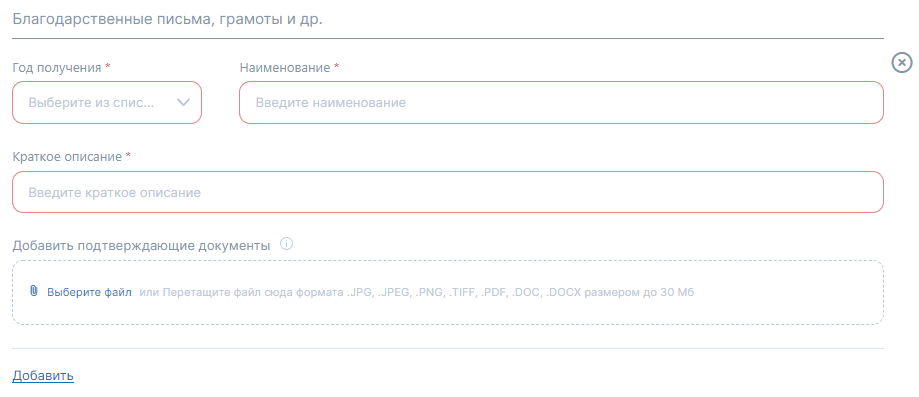 Благодарственные письма, грамоты и др.
Год получения * Наименование *
Выберите из спис... Введите наименование
Краткое описание *
Введите краткое описание
Добавить подтверждающие документы
Выберите файл или Перетащите файл сюда формата .JPG, .JPEG, .PNG, .TIFF, .PDF, .DOC, .DOCX размером до 30 Мб
Добавить